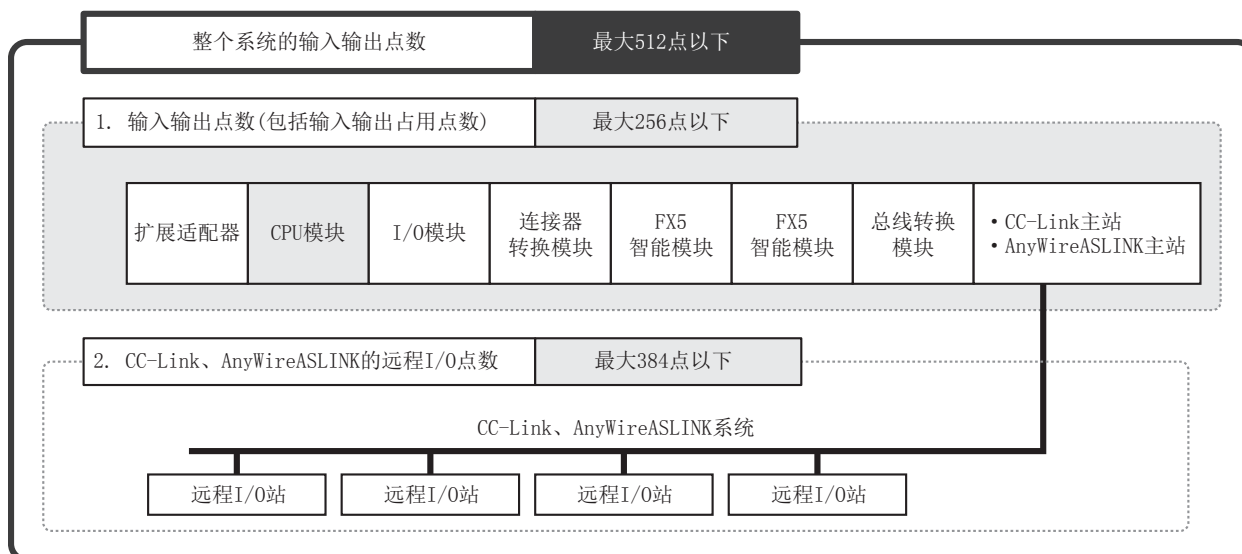 整个系统的输入输出点数 最大512点以下
1. 输入输出点数(包括输入输出占用点数) 最大256点以下
扩展适配器
CPU模块
I/O模块
连接器
转换模块
FX5
智能模块
FX5
智能模块
总线转换
模块
•CC-Link主站
•AnyWireASLINK主站
2. CC-Link、AnyWireASLINK的远程I/O点数 最大384点以下
CC-Link、AnyWireASLINK系统
远程I/O站
远程I/O站
远程I/O站
远程I/O站